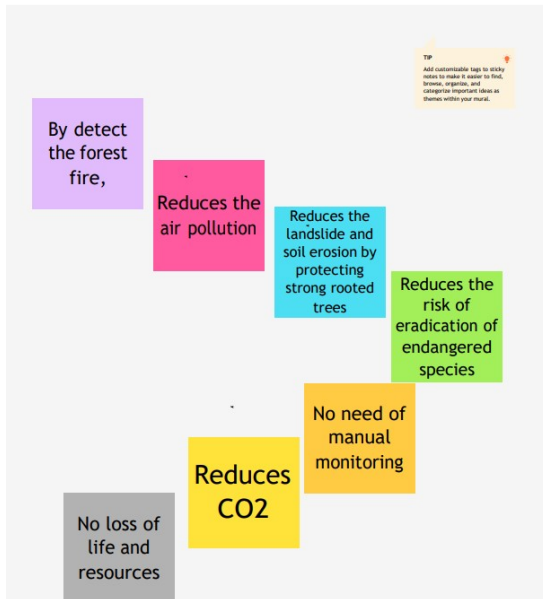 TIP
Add customizable tags to sticky
notes to make it easier to find,
browse, organize, and
categorize important ideas as
themes within your mural.
By detect
the forest
fire,
Reduces the
air pollution
Reduces the
landslide and
soil erosion by
protecting
strong rooted
trees
Reduces the
risk of
eradication of
endangered
species
No need of
manual
monitoring
Reduces
CO2
No loss of
life and
resources